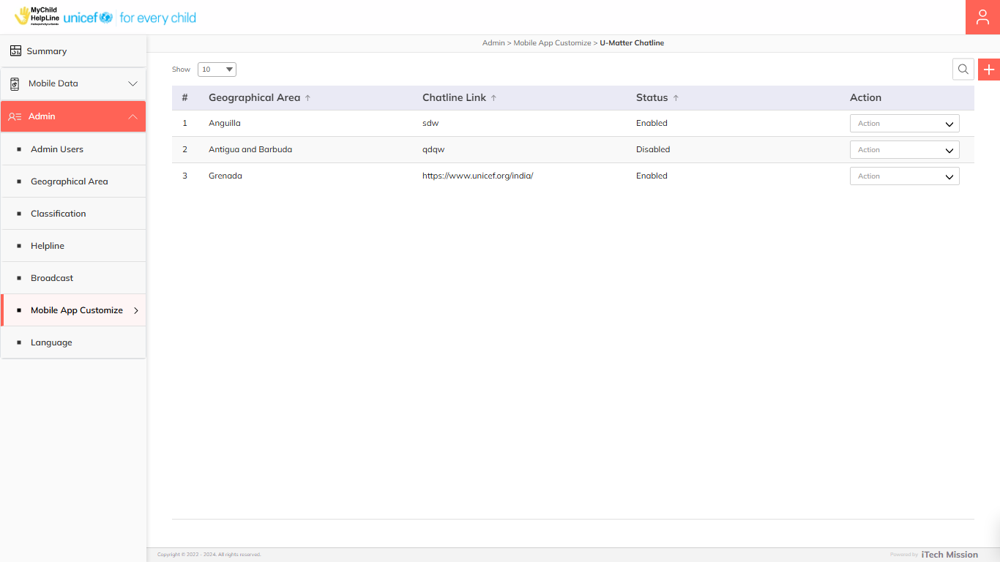 MyChild
HelpLine
unicef for every child
Summary
Mobile Data
Admin
Admin Users
Geographical Area
Classification
Helpline
Broadcast
Mobile App Customize
Language
Admin > Mobile App Customize > U-Matter Chatline
Show 10
# Geographical Area ↑ Chatline Link ↑ Status ↑ Action
1 Anguilla sdw Enabled Action
2 Antigua and Barbuda qdqw Disabled Action
3 Grenada https://www.unicef.org/india/ Enabled Action
Copyright © 2022 - 2024. All rights reserved.
Powered by iTech Mission